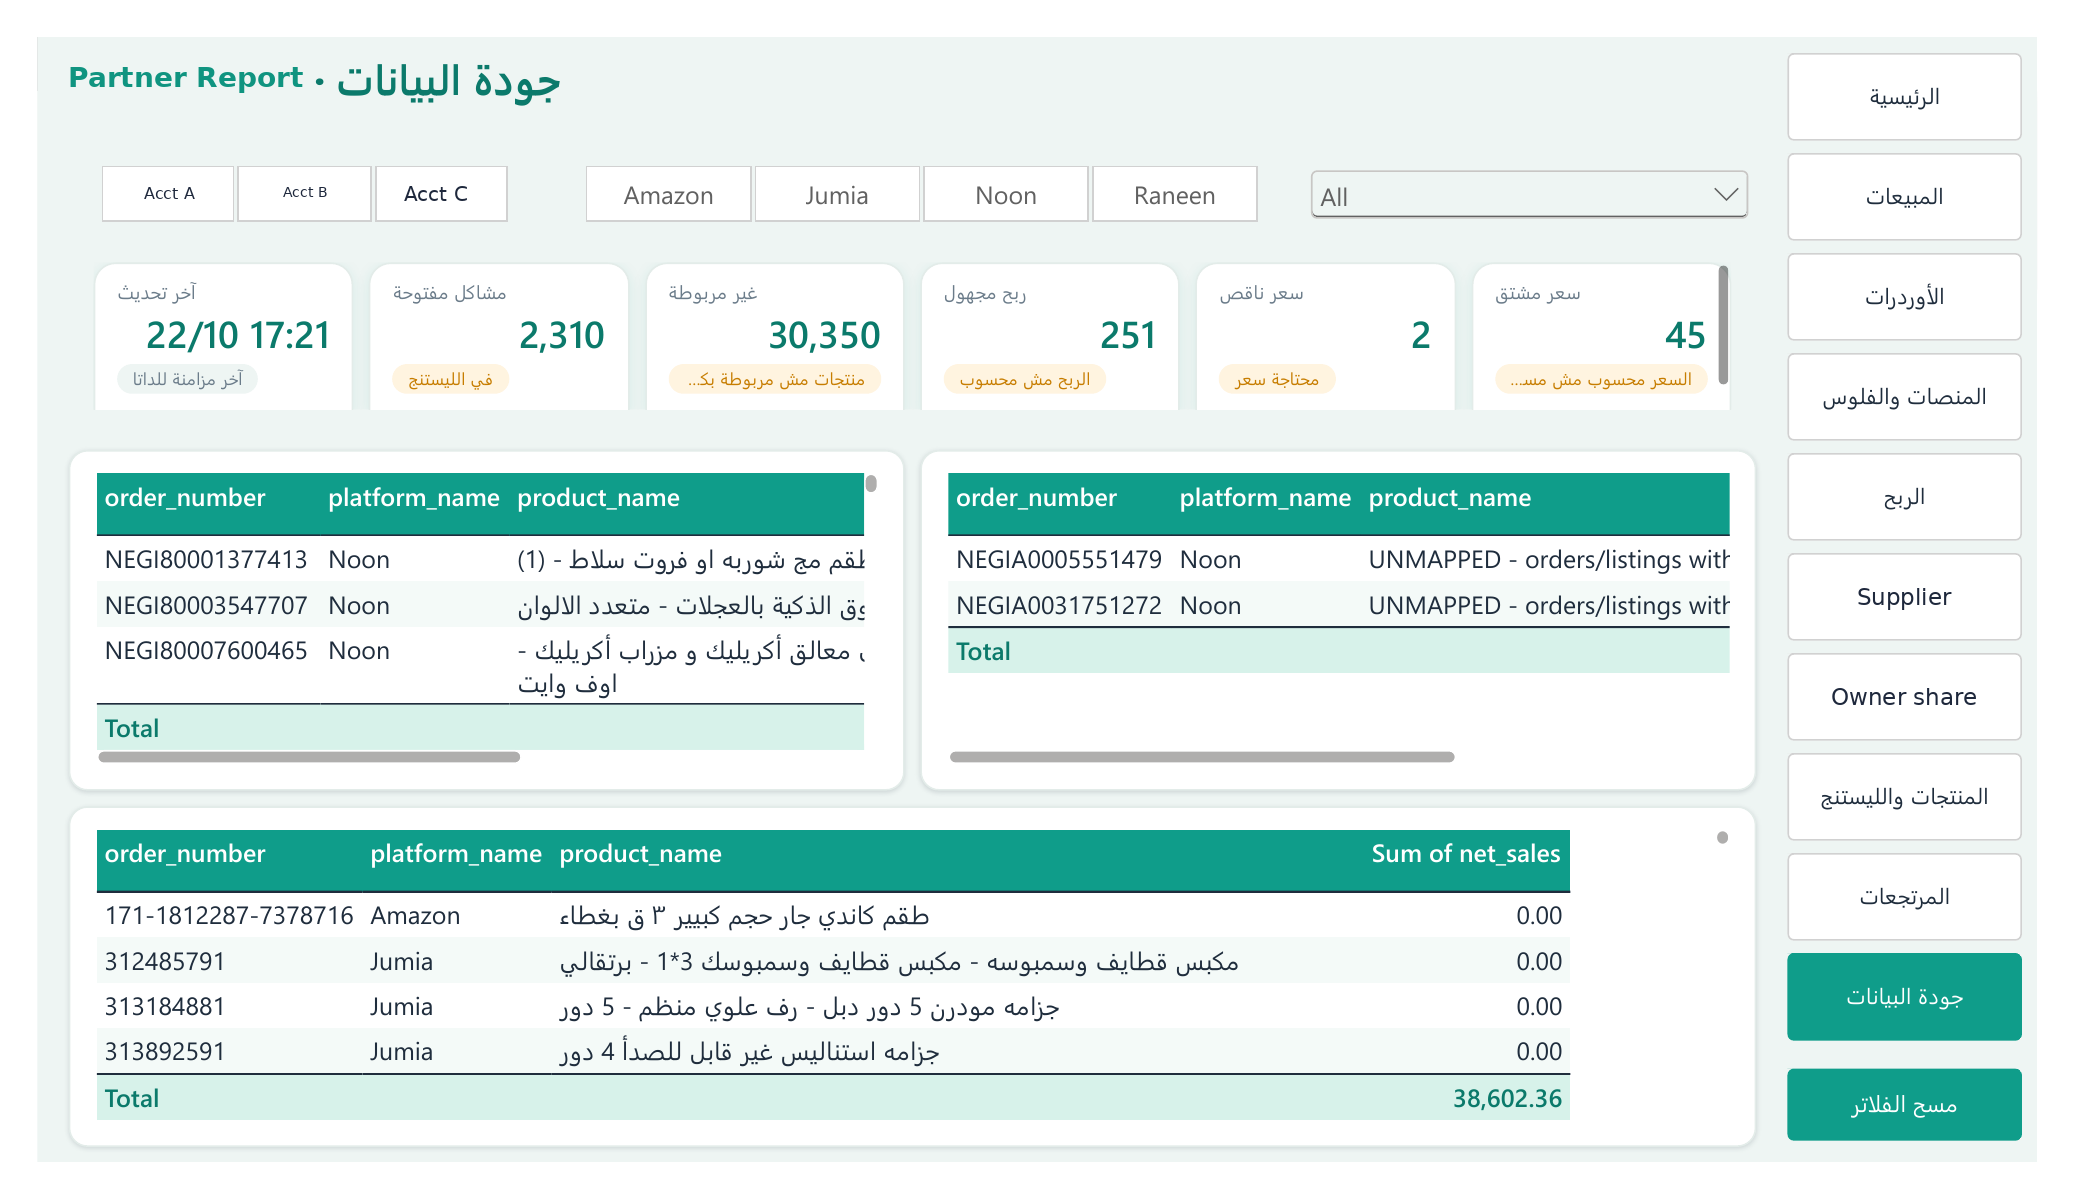 Partner Report · جودة البيانات
Acct A
Acct B
Acct C
Amazon
Jumia
Noon
Raneen
All
آخر تحديث
22/10 17:21
آخر مزامنة للداتا
مشاكل مفتوحة
2,310
في الليستنج
غير مربوطة
30,350
منتجات مش مربوطة بك...
ربح مجهول
251
الربح مش محسوب
سعر ناقص
2
محتاجة سعر
سعر مشتق
45
السعر محسوب مش مسـ...
order_number platform_name product_name
NEGI80001377413 Noon طقم مج شوربه او فروت سلاط - (1)
NEGI80003547707 Noon وق الذكية بالعجلات - متعدد الالوان
NEGI80007600465 Noon معالق أكريليك و مزراب أكريليك -
اوف وايت
Total
order_number platform_name product_name
NEGIA0005551479 Noon UNMAPPED - orders/listings with
NEGIA0031751272 Noon UNMAPPED - orders/listings with
Total
order_number platform_name product_name Sum of net_sales
171-1812287-7378716 Amazon طقم كاندي جار حجم كبيير ٣ ق بغطاء 0.00
312485791 Jumia مكبس قطايف وسمبوسه - مكبس قطايف وسمبوسك 3*1 - برتقالي 0.00
313184881 Jumia جزامه مودرن 5 دور دبل - رف علوي منظم - 5 دور 0.00
313892591 Jumia جزامه استناليس غير قابل للصدأ 4 دور 0.00
Total 38,602.36
الرئيسية
المبيعات
الأوردرات
المنصات والفلوس
الربح
Supplier
Owner share
المنتجات والليستنج
المرتجعات
جودة البيانات
مسح الفلاتر